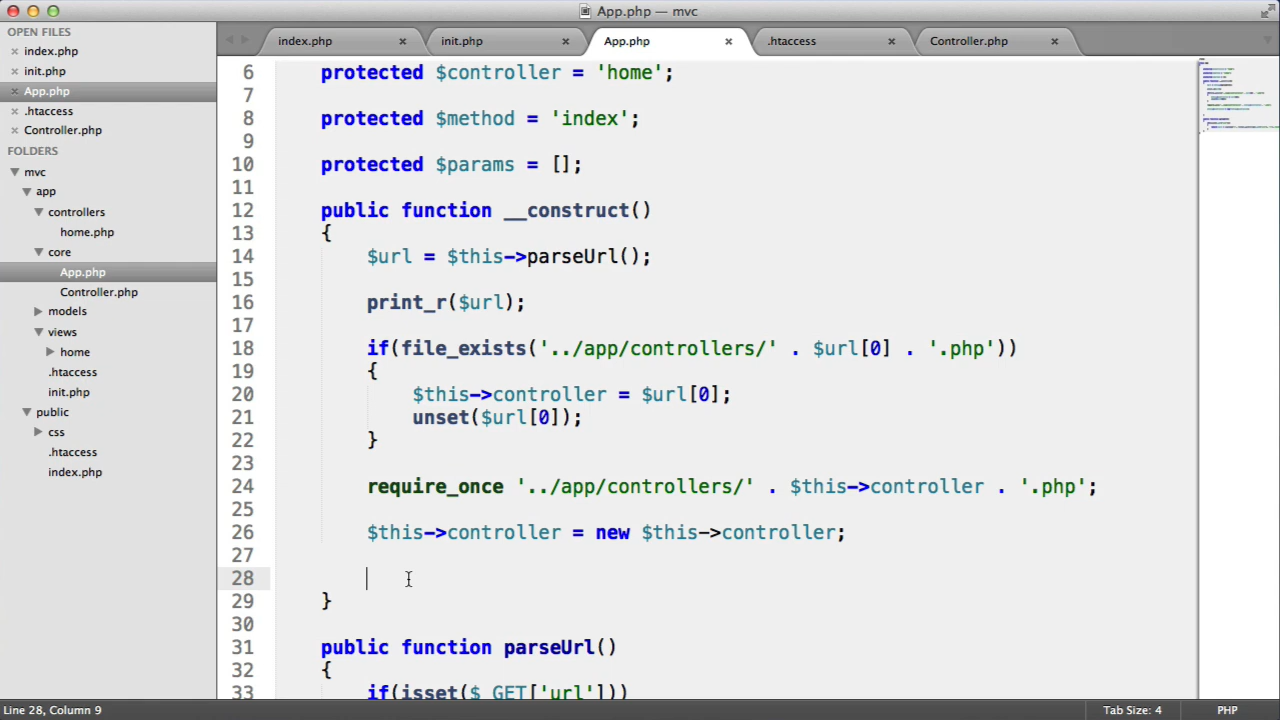 App.php — mvc
OPEN FILES
× index.php
× init.php
× App.php
× .htaccess
× Controller.php
FOLDERS
mvc
app
controllers
home.php
core
App.php
Controller.php
models
views
home
.htaccess
init.php
public
css
.htaccess
index.php
index.php × init.php × App.php × .htaccess × Controller.php ×
6 protected $controller = 'home';
7
8 protected $method = 'index';
9
10 protected $params = [];
11
12 public function __construct()
13 {
14 $url = $this->parseUrl();
15
16 print_r($url);
17
18 if(file_exists('../app/controllers/' . $url[0] . '.php'))
19 {
20 $this->controller = $url[0];
21 unset($url[0]);
22 }
23
24 require_once '../app/controllers/' . $this->controller . '.php';
25
26 $this->controller = new $this->controller;
27
28
29 }
30
31 public function parseUrl()
32 {
33 if(isset($_GET['url']))
Line 28, Column 9 Tab Size: 4 PHP